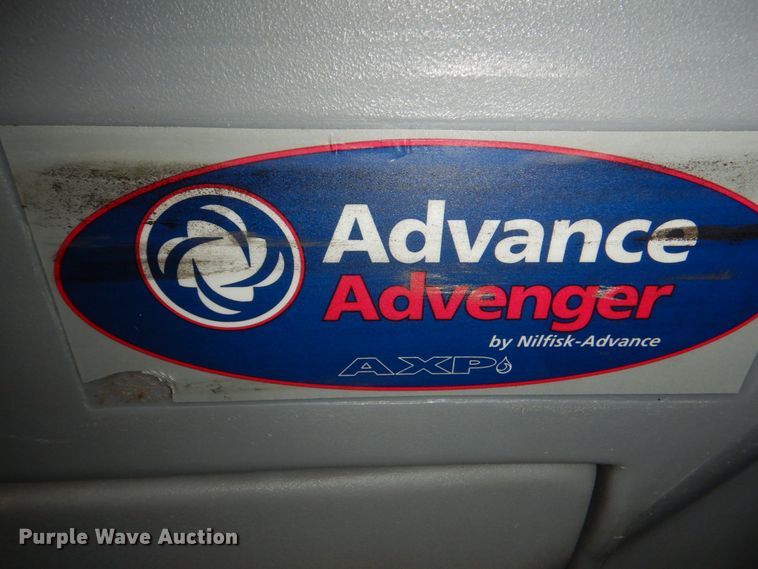 Advance
Advenger
by Nilfisk-Advance
AXP
Purple Wave Auction